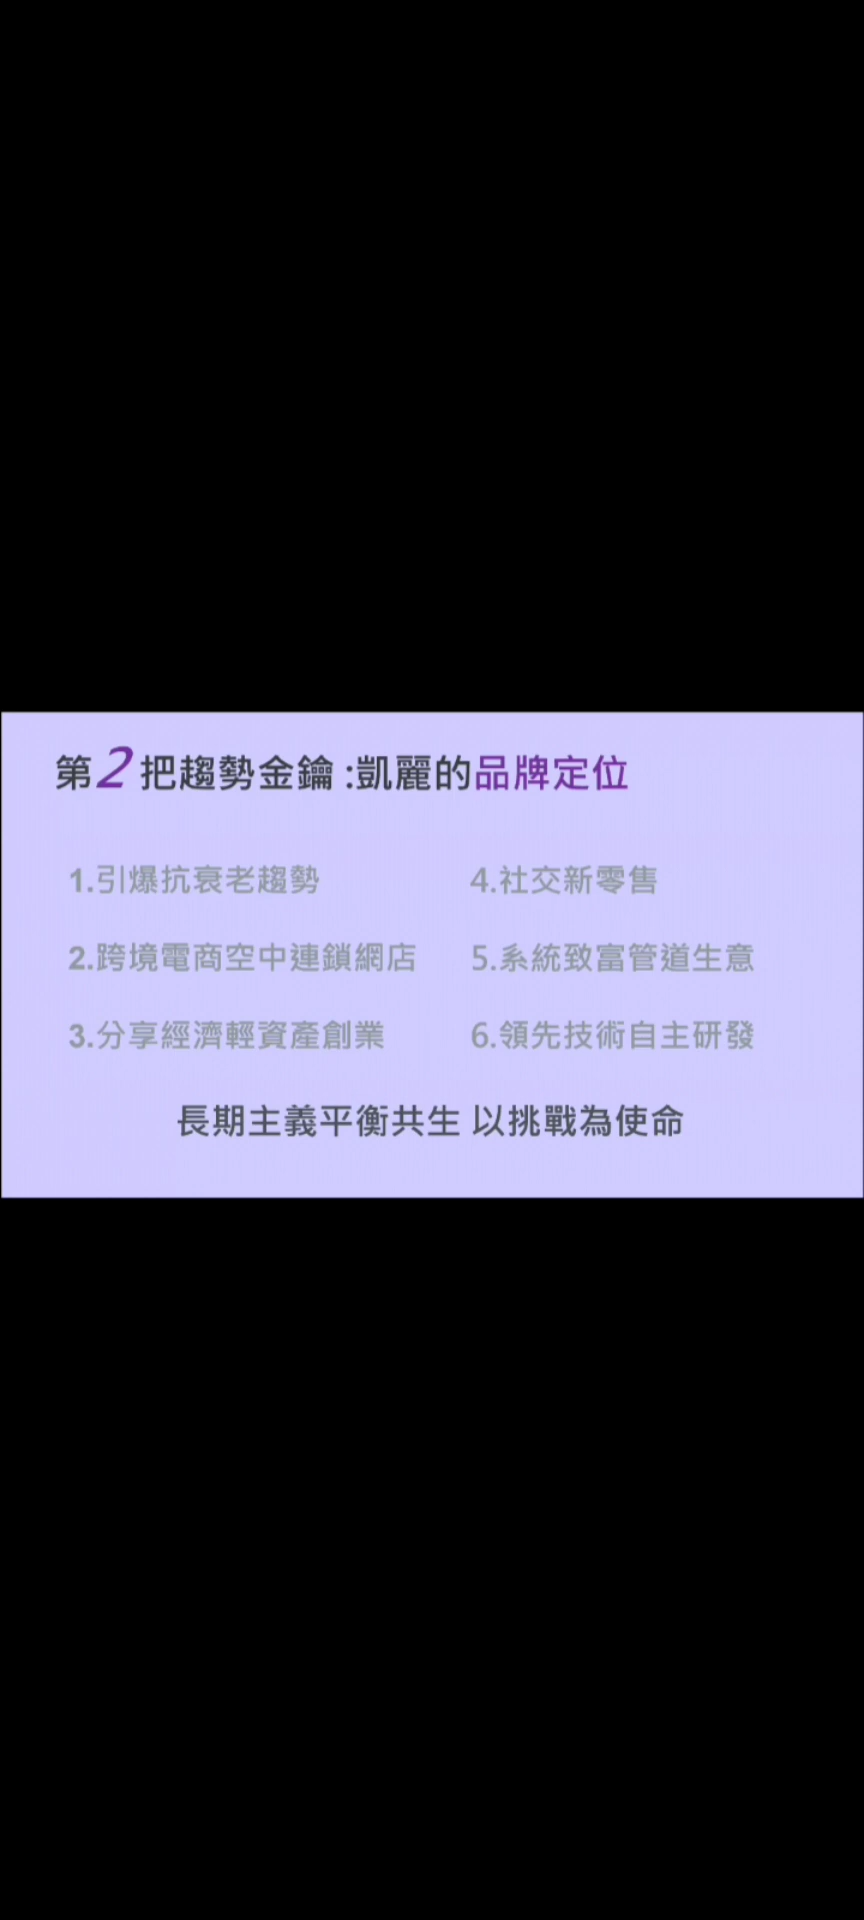 第2把趨勢金鑰:凱麗的品牌定位
1.引爆抗衰老趨勢
2.跨境電商空中連鎖網店
3.分享經濟輕資產創業
4.社交新零售
5.系統致富管道生意
6.領先技術自主研發
長期主義平衡共生 以挑戰為使命